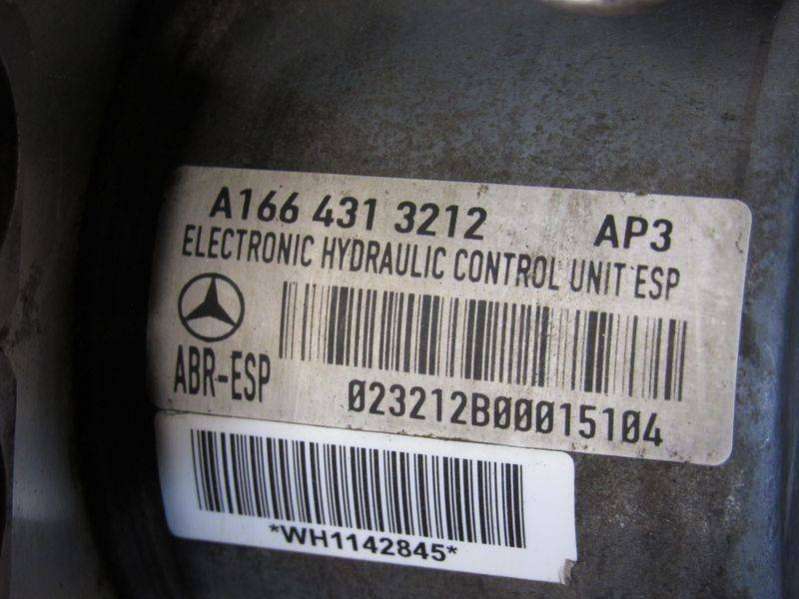 A166 431 3212 AP3
ELECTRONIC HYDRAULIC CONTROL UNIT ESP
ABR-ESP
023212B00015104
*WH1142845*